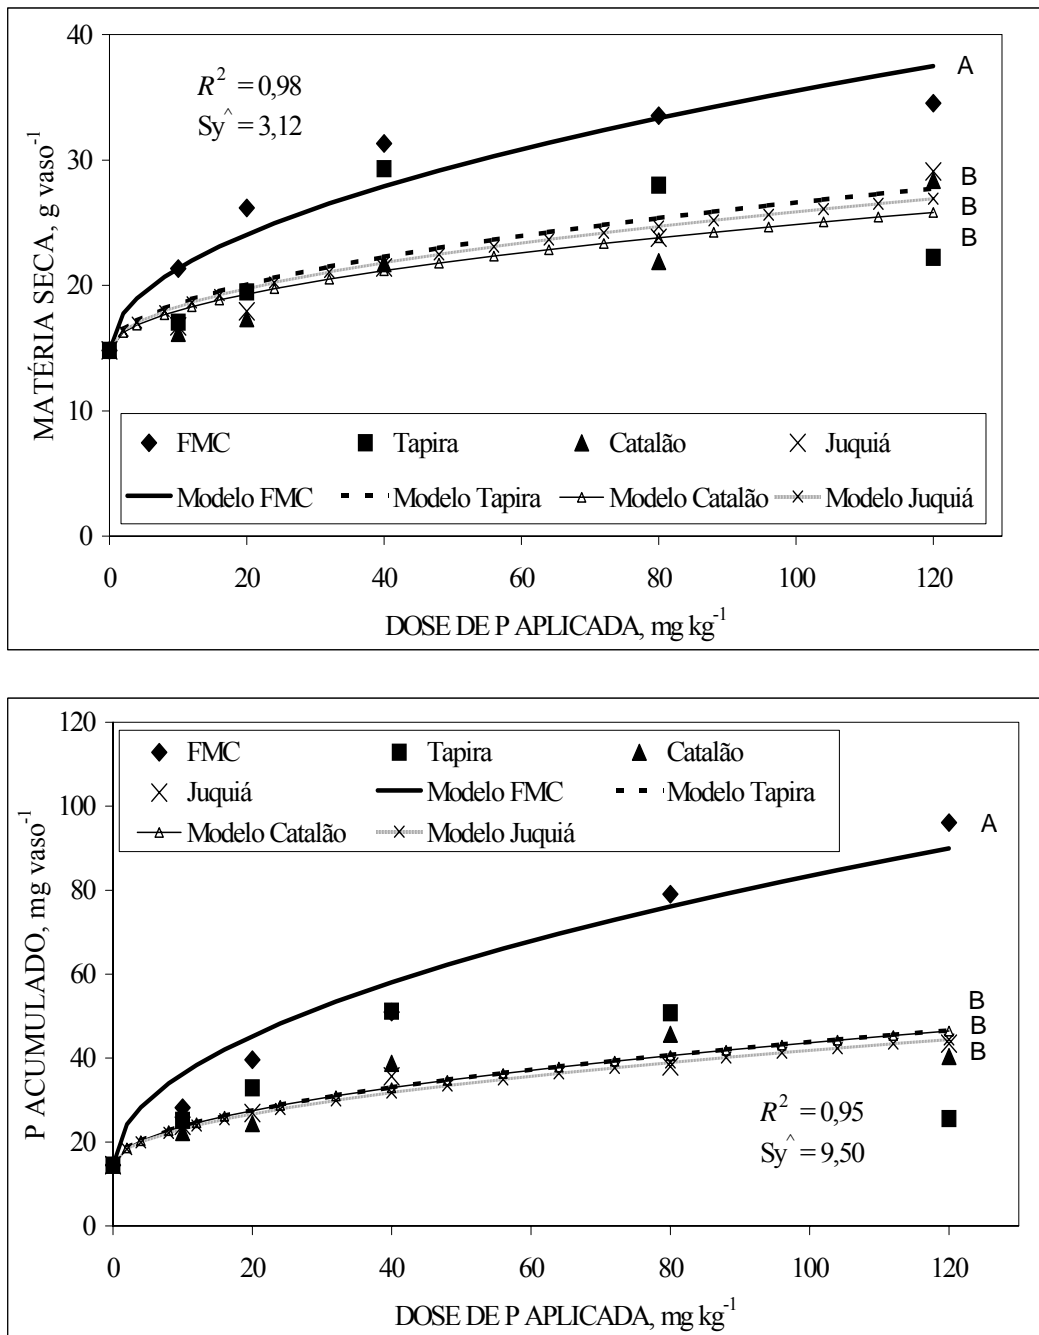 40
30
20
10
0
MATÉRIA SECA, g vaso-1
R2 = 0,98
Sy^ = 3,12
A
B
B
B
FMC Tapira Catalão Juquiá
Modelo FMC Modelo Tapira Modelo Catalão Modelo Juquiá
0 20 40 60 80 100 120
DOSE DE P APLICADA, mg kg-1
120
100
80
60
40
20
0
P ACUMULADO, mg vaso-1
FMC Tapira Catalão
Juquiá Modelo FMC Modelo Tapira
Modelo Catalão Modelo Juquiá
A
B
B
B
R2 = 0,95
Sy^ = 9,50
0 20 40 60 80 100 120
DOSE DE P APLICADA, mg kg-1